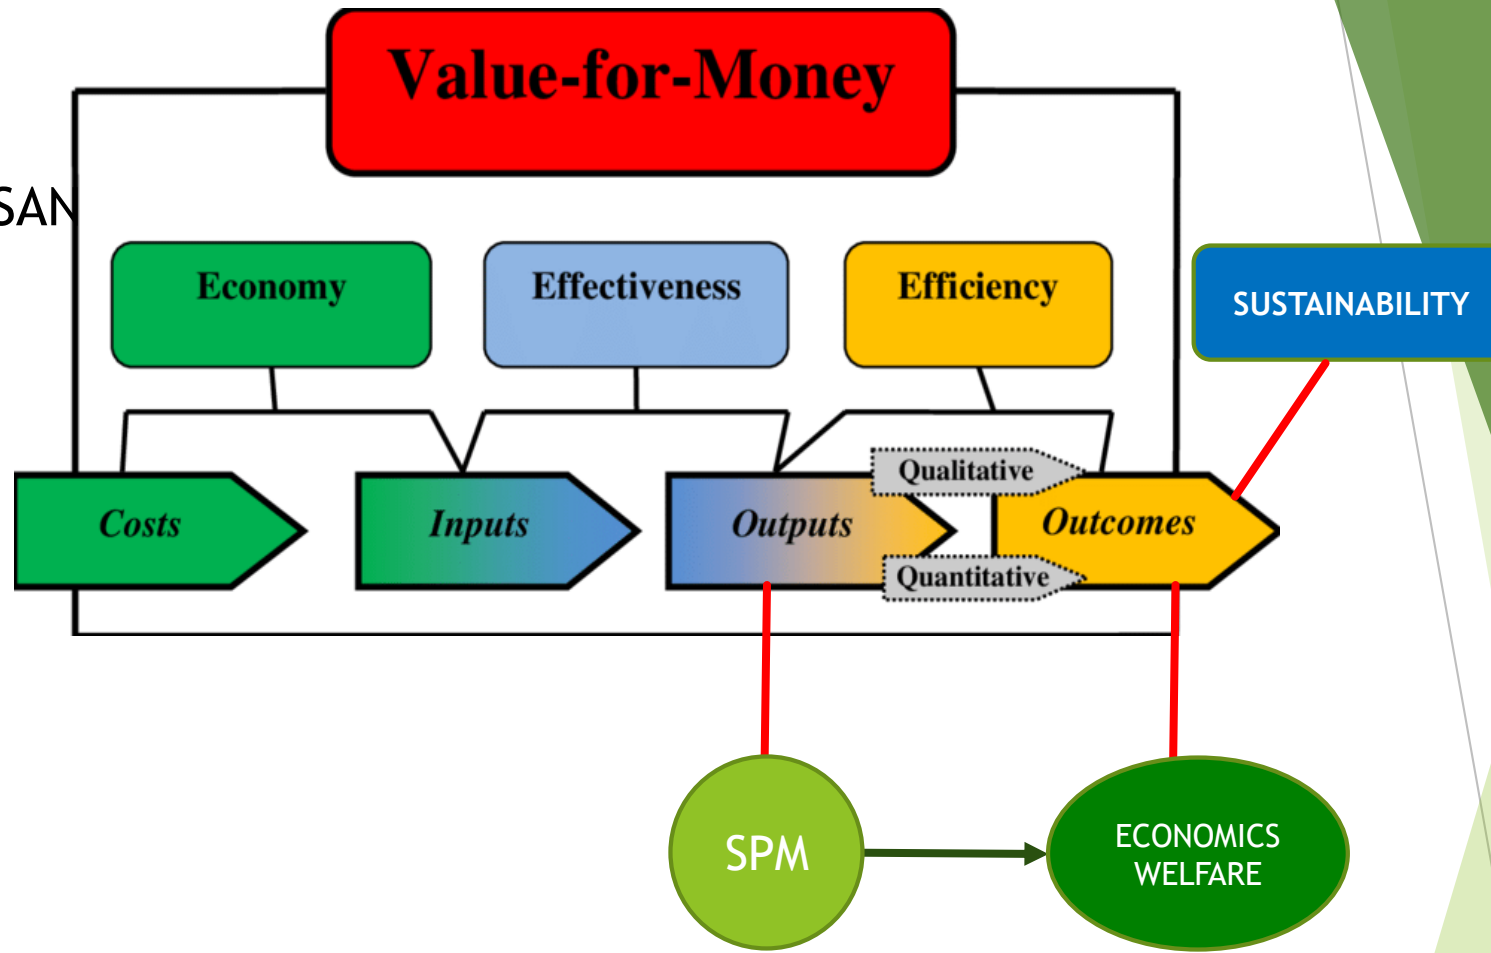 Value-for-Money
SAN
Economy
Effectiveness
Efficiency
SUSTAINABILITY
Qualitative
Costs
Inputs
Outputs
Outcomes
Quantitative
SPM
ECONOMICS
WELFARE